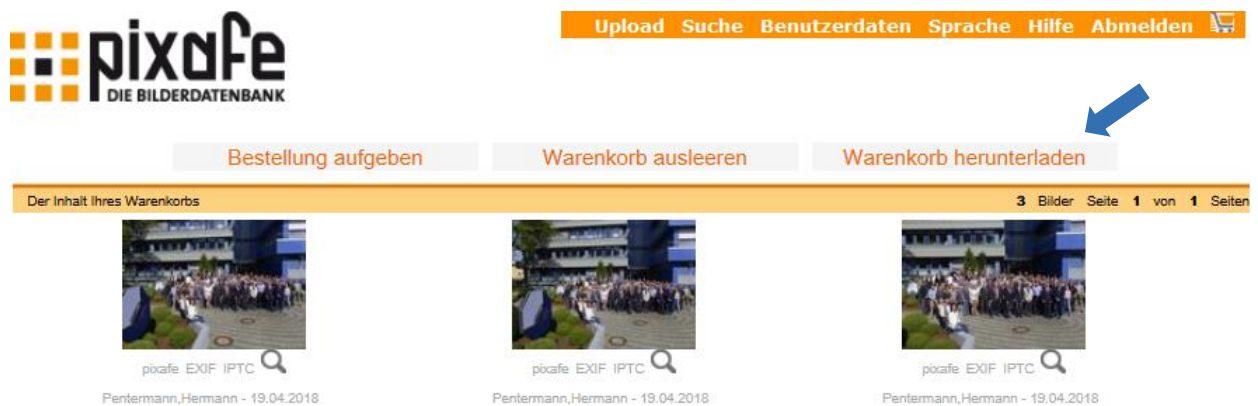 Upload Suche Benutzerdaten Sprache Hilfe Abmelden
pixafe
DIE BILDERDATENBANK
Bestellung aufgeben Warenkorb ausleeren Warenkorb herunterladen
Der Inhalt Ihres Warenkorbs 3 Bilder Seite 1 von 1 Seiten
pixafe EXIF IPTC pixafe EXIF IPTC pixafe EXIF IPTC
Pentermann,Hermann - 19.04.2018 Pentermann,Hermann - 19.04.2018 Pentermann,Hermann - 19.04.2018